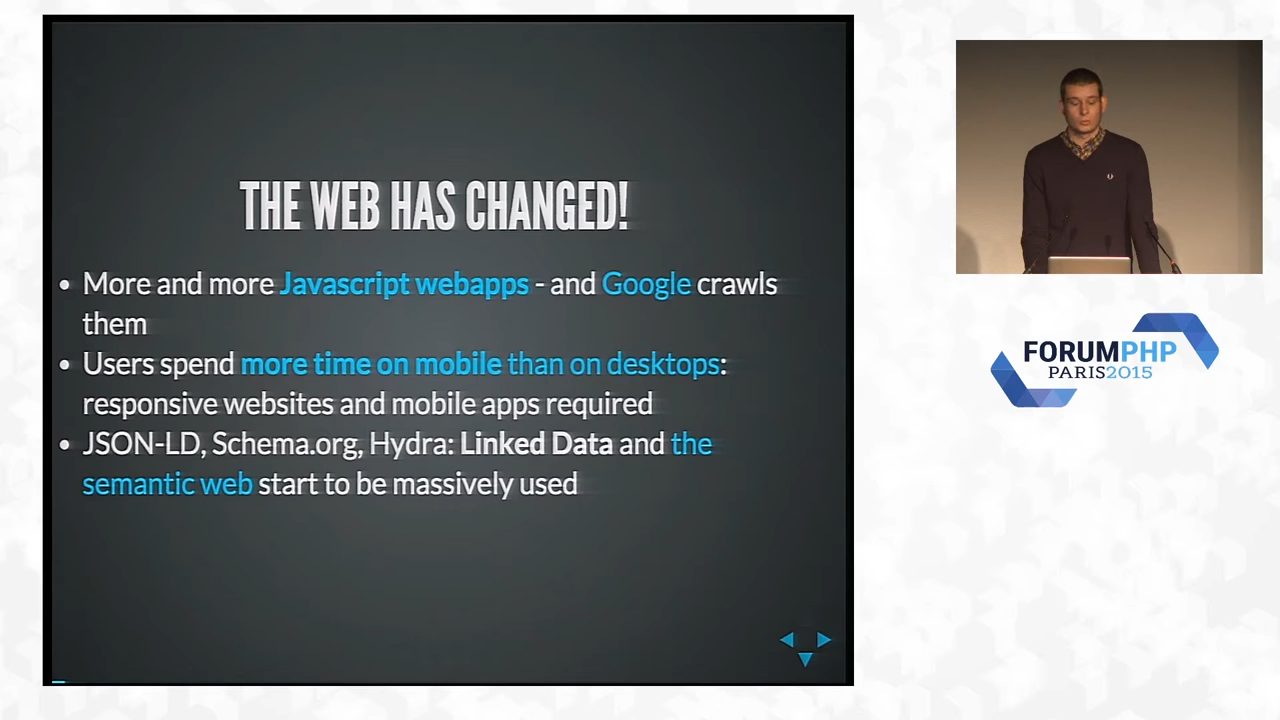 THE WEB HAS CHANGED!
• More and more Javascript webapps - and Google crawls
them
• Users spend more time on mobile than on desktops:
responsive websites and mobile apps required
• JSON-LD, Schema.org, Hydra: Linked Data and the
semantic web start to be massively used
FORUMPHP
PARIS2015